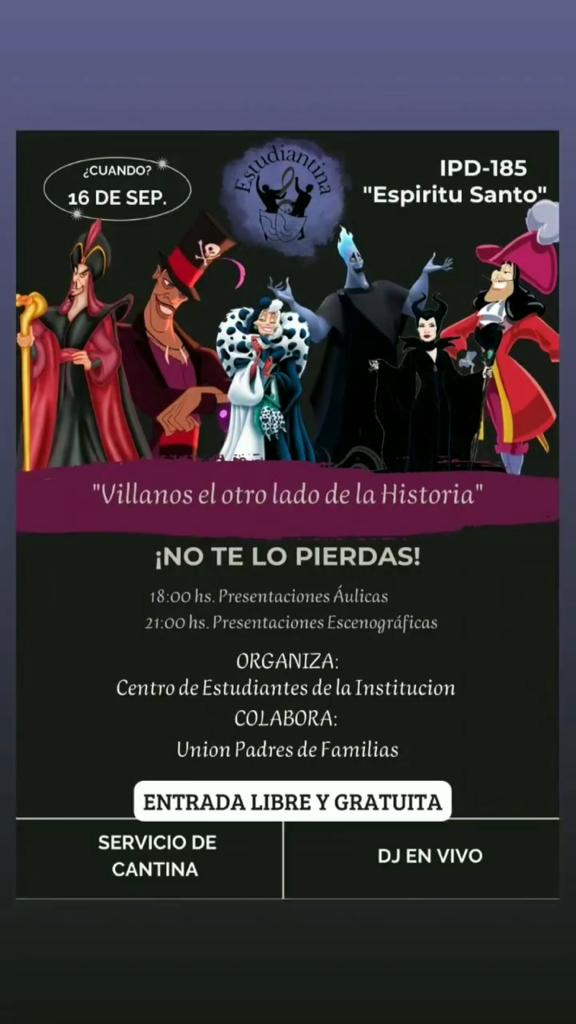 ¿CUANDO?
16 DE SEP.
Estudiantina
IPD-185
"Espiritu Santo"
"Villanos el otro lado de la Historia"
¡NO TE LO PIERDAS!
18:00 hs. Presentaciones Áulicas
21:00 hs. Presentaciones Escenográficas
ORGANIZA:
Centro de Estudiantes de la Institucion
COLABORA:
Union Padres de Familias
ENTRADA LIBRE Y GRATUITA
SERVICIO DE
CANTINA
DJ EN VIVO